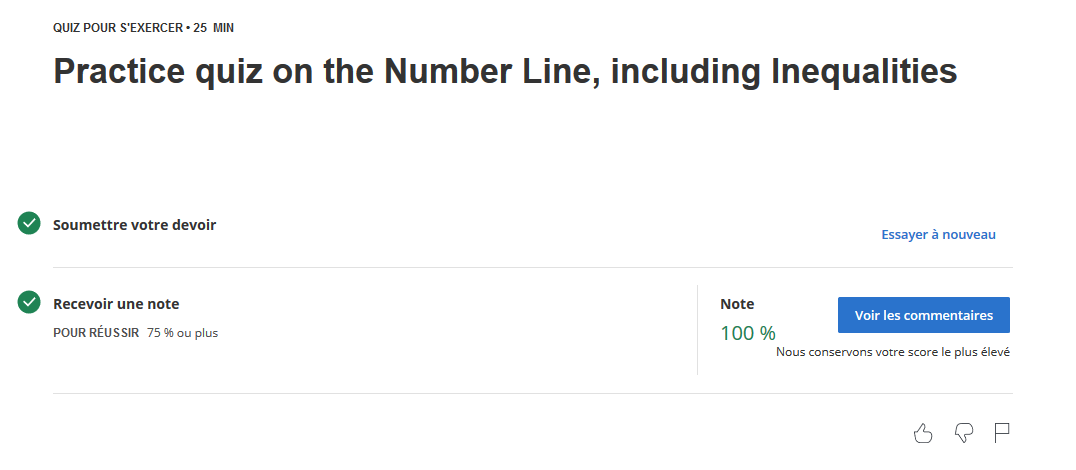 QUIZ POUR S'EXERCER • 25 MIN
Practice quiz on the Number Line, including Inequalities
Soumettre votre devoir
Essayer à nouveau
Recevoir une note
POUR RÉUSSIR 75 % ou plus
Note
100 %
Voir les commentaires
Nous conservons votre score le plus élevé